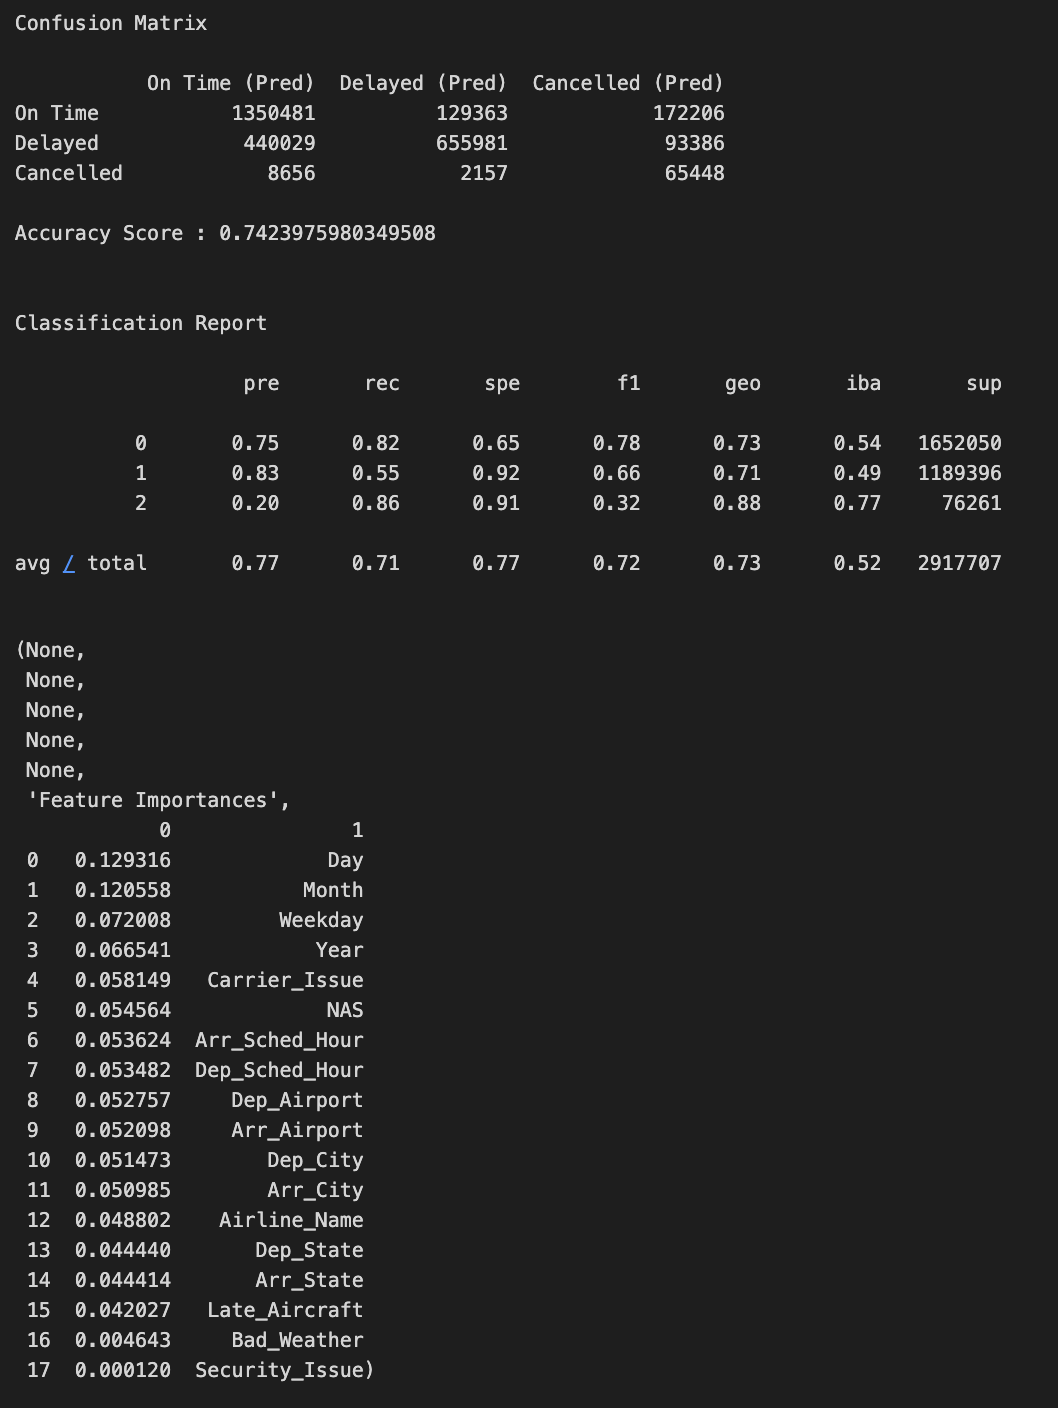 Confusion Matrix
On Time (Pred) Delayed (Pred) Cancelled (Pred)
On Time 1350481 129363 172206
Delayed 440029 655981 93386
Cancelled 8656 2157 65448
Accuracy Score : 0.7423975980349508
Classification Report
pre rec spe f1 geo iba sup
0 0.75 0.82 0.65 0.78 0.73 0.54 1652050
1 0.83 0.55 0.92 0.66 0.71 0.49 1189396
2 0.20 0.86 0.91 0.32 0.88 0.77 76261
avg / total 0.77 0.71 0.77 0.72 0.73 0.52 2917707
(None,
None,
None,
None,
None,
'Feature Importances',
0 1
0 0.129316 Day
1 0.120558 Month
2 0.072008 Weekday
3 0.066541 Year
4 0.058149 Carrier_Issue
5 0.054564 NAS
6 0.053624 Arr_Sched_Hour
7 0.053482 Dep_Sched_Hour
8 0.052757 Dep_Airport
9 0.052098 Arr_Airport
10 0.051473 Dep_City
11 0.050985 Arr_City
12 0.048802 Airline_Name
13 0.044440 Dep_State
14 0.044414 Arr_State
15 0.042027 Late_Aircraft
16 0.004643 Bad_Weather
17 0.000120 Security_Issue)